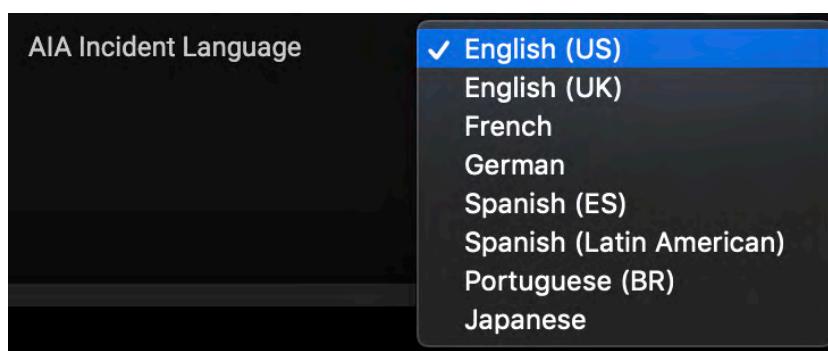 AIA Incident Language
✓ English (US)
English (UK)
French
German
Spanish (ES)
Spanish (Latin American)
Portuguese (BR)
Japanese